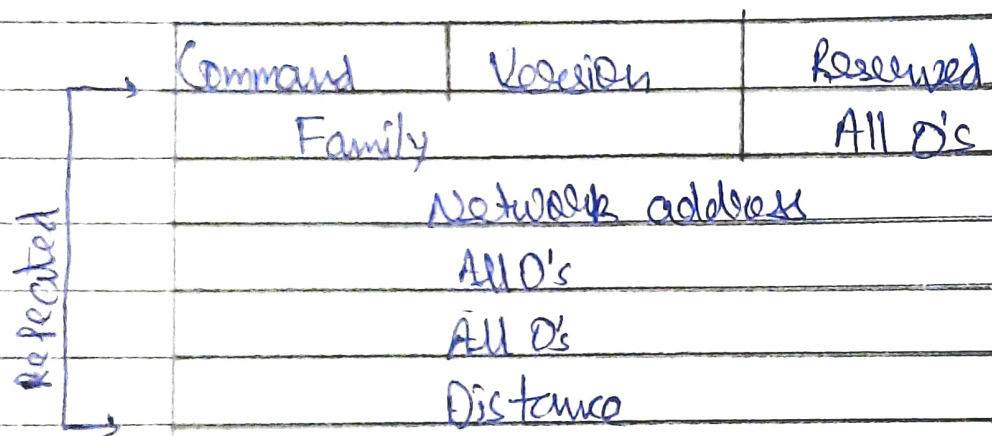 Command Version Reserved
Family All 0's
Network address
All 0's
All 0's
Distance
Repeated